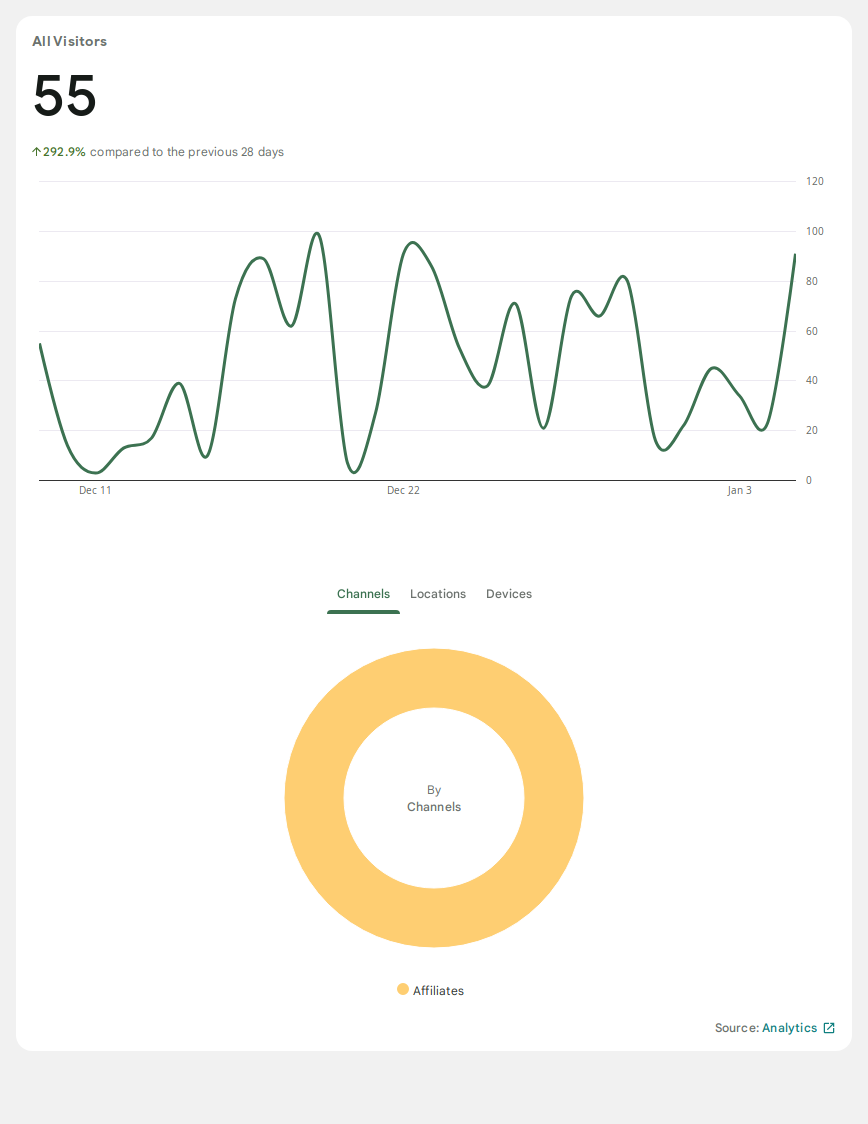 All Visitors
55
↑292.9% compared to the previous 28 days
120
100
80
60
40
20
0
Dec 11
Dec 22
Jan 3
Channels
Locations
Devices
By
Channels
Affiliates
Source: Analytics